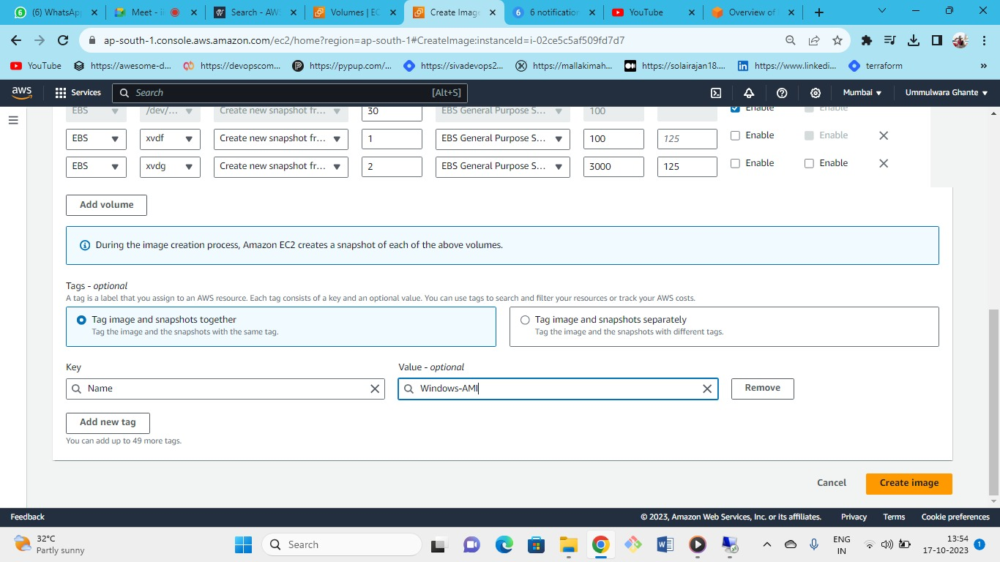 (6) WhatsAp
Meet - ii
Search - AW
Volumes | EC
Create Image
6 notification
YouTube
Overview of
ap-south-1.console.aws.amazon.com/ec2/home?region=ap-south-1#CreateImage:instanceId=i-02ce5c5af509fd7d7
YouTube
https://awesome-d...
https://devopscom...
https://pypup.com/...
https://sivadevops2...
https://mallakimah...
https://solairajan18....
https://www.linkedi...
terraform
aws
Services
Search
[Alt+S]
Mumbai
Ummulwara Ghante
EBS /dev/... Create new snapshot fr... 30 EBS General Purpose S... 100 Enable Enable
EBS xvdf Create new snapshot fr... 1 EBS General Purpose S... 100 125 Enable Enable
EBS xvdg Create new snapshot fr... 2 EBS General Purpose S... 3000 125 Enable Enable
Add volume
During the image creation process, Amazon EC2 creates a snapshot of each of the above volumes.
Tags - optional
A tag is a label that you assign to an AWS resource. Each tag consists of a key and an optional value. You can use tags to search and filter your resources or track your AWS costs.
Tag image and snapshots together
Tag the image and the snapshots with the same tag.
Tag image and snapshots separately
Tag the image and the snapshots with different tags.
Key
Value - optional
Name
Windows-AMI
Remove
Add new tag
You can add up to 49 more tags.
Cancel
Create image
Feedback
© 2023, Amazon Web Services, Inc. or its affiliates.
Privacy
Terms
Cookie preferences
32°C
Partly sunny
Search
ENG
IN
13:54
17-10-2023
1